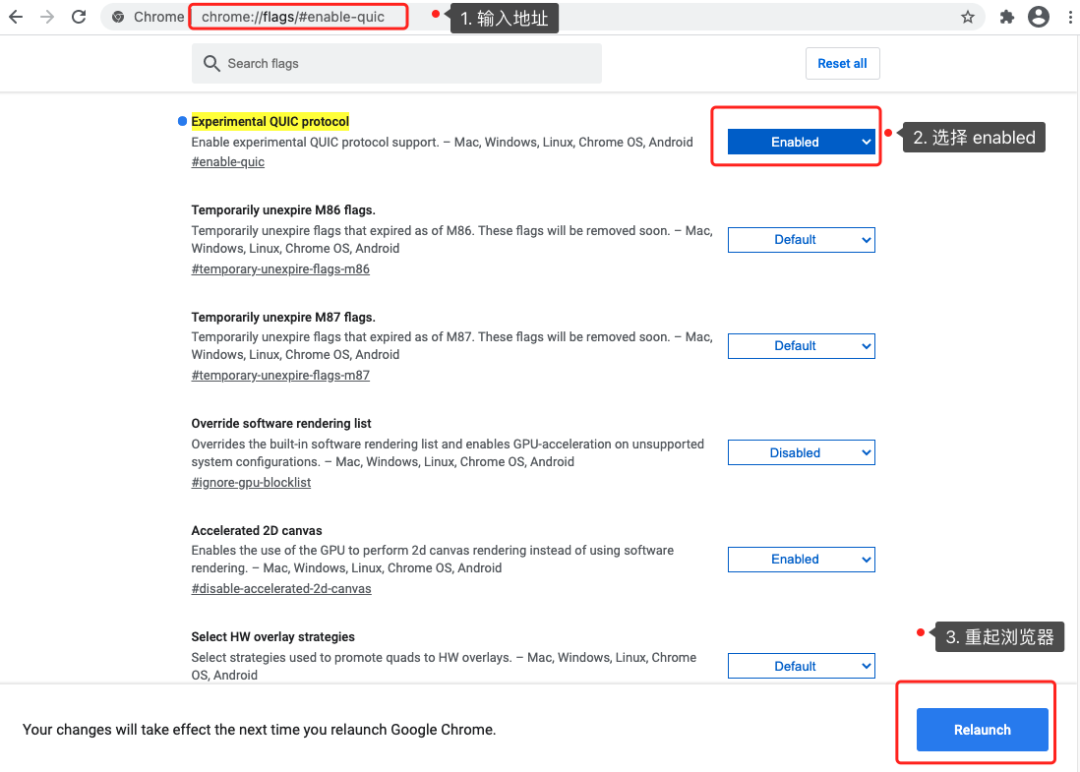 Chrome
chrome://flags/#enable-quic
1. 输入地址
Search flags
Reset all
Experimental QUIC protocol
Enable experimental QUIC protocol support. – Mac, Windows, Linux, Chrome OS, Android
#enable-quic
Enabled
2. 选择 enabled
Temporarily unexpire M86 flags.
Temporarily unexpire flags that expired as of M86. These flags will be removed soon. – Mac,
Windows, Linux, Chrome OS, Android
#temporary-unexpire-flags-m86
Default
Temporarily unexpire M87 flags.
Temporarily unexpire flags that expired as of M87. These flags will be removed soon. – Mac,
Windows, Linux, Chrome OS, Android
#temporary-unexpire-flags-m87
Default
Override software rendering list
Overrides the built-in software rendering list and enables GPU-acceleration on unsupported
system configurations. – Mac, Windows, Linux, Chrome OS, Android
#ignore-gpu-blocklist
Disabled
Accelerated 2D canvas
Enables the use of the GPU to perform 2d canvas rendering instead of using software
rendering. – Mac, Windows, Linux, Chrome OS, Android
#disable-accelerated-2d-canvas
Enabled
Select HW overlay strategies
Select strategies used to promote quads to HW overlays. – Mac, Windows, Linux, Chrome
OS, Android
Default
3. 重起浏览器
Your changes will take effect the next time you relaunch Google Chrome.
Relaunch